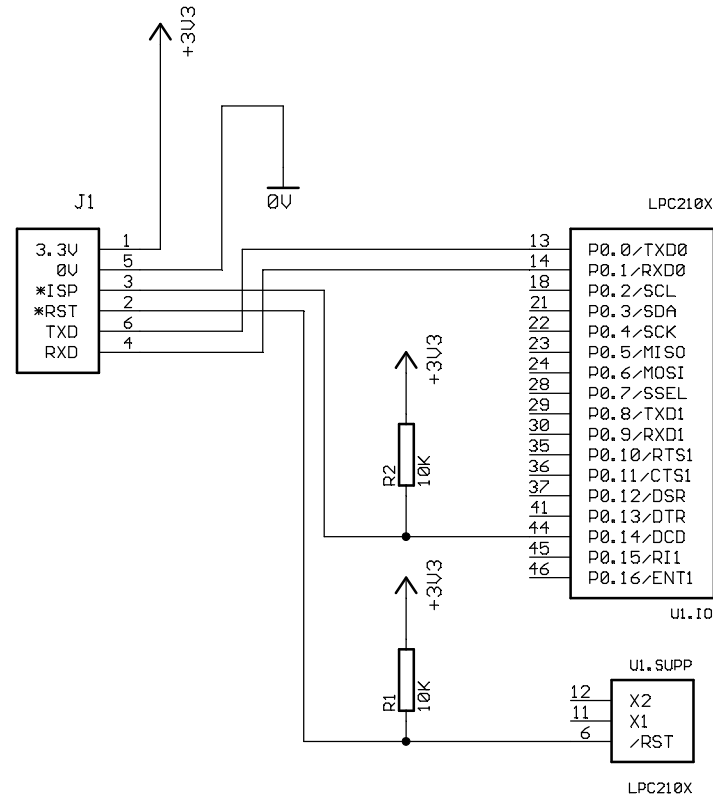 +3V3
0V
J1
3.3V 1
0V 5
*ISP 3
*RST 2
TXD 6
RXD 4
LPC210X
13 P0.0/TXD0
14 P0.1/RXD0
18 P0.2/SCL
21 P0.3/SDA
22 P0.4/SCK
23 P0.5/MISO
24 P0.6/MOSI
28 P0.7/SSEL
29 P0.8/TXD1
30 P0.9/RXD1
35 P0.10/RTS1
36 P0.11/CTS1
37 P0.12/DSR
41 P0.13/DTR
44 P0.14/DCD
45 P0.15/RI1
46 P0.16/ENT1
U1.IO
+3V3
R2
10K
+3V3
R1
10K
U1.SUPP
12 X2
11 X1
6 /RST
LPC210X